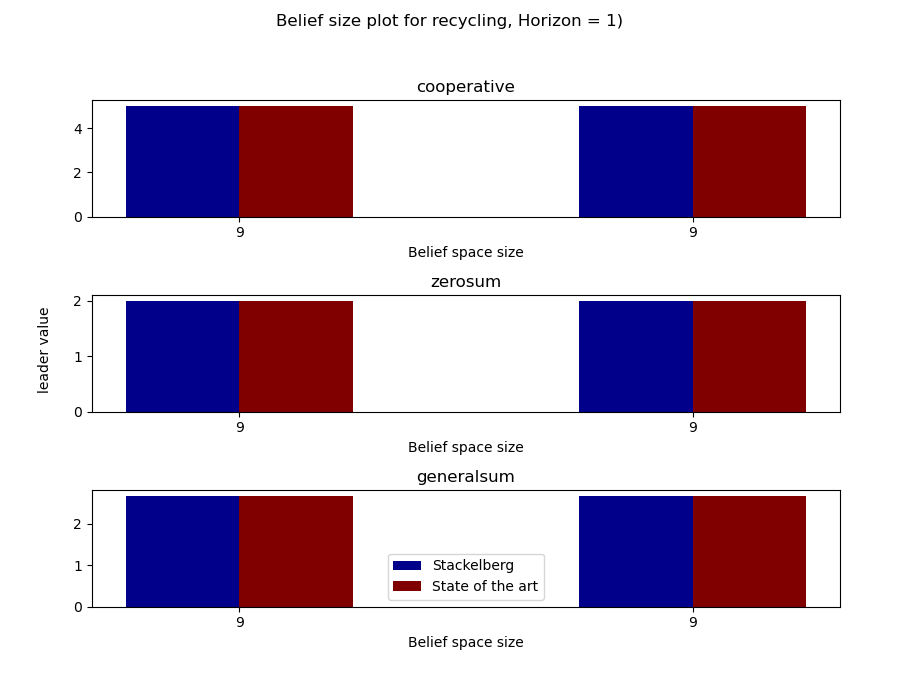 Belief size plot for recycling, Horizon = 1)
cooperative
4
2
0
9 9
Belief space size
zerosum
leader value
2
1
0
9 9
Belief space size
generalsum
2
1
0
Stackelberg
State of the art
9 9
Belief space size